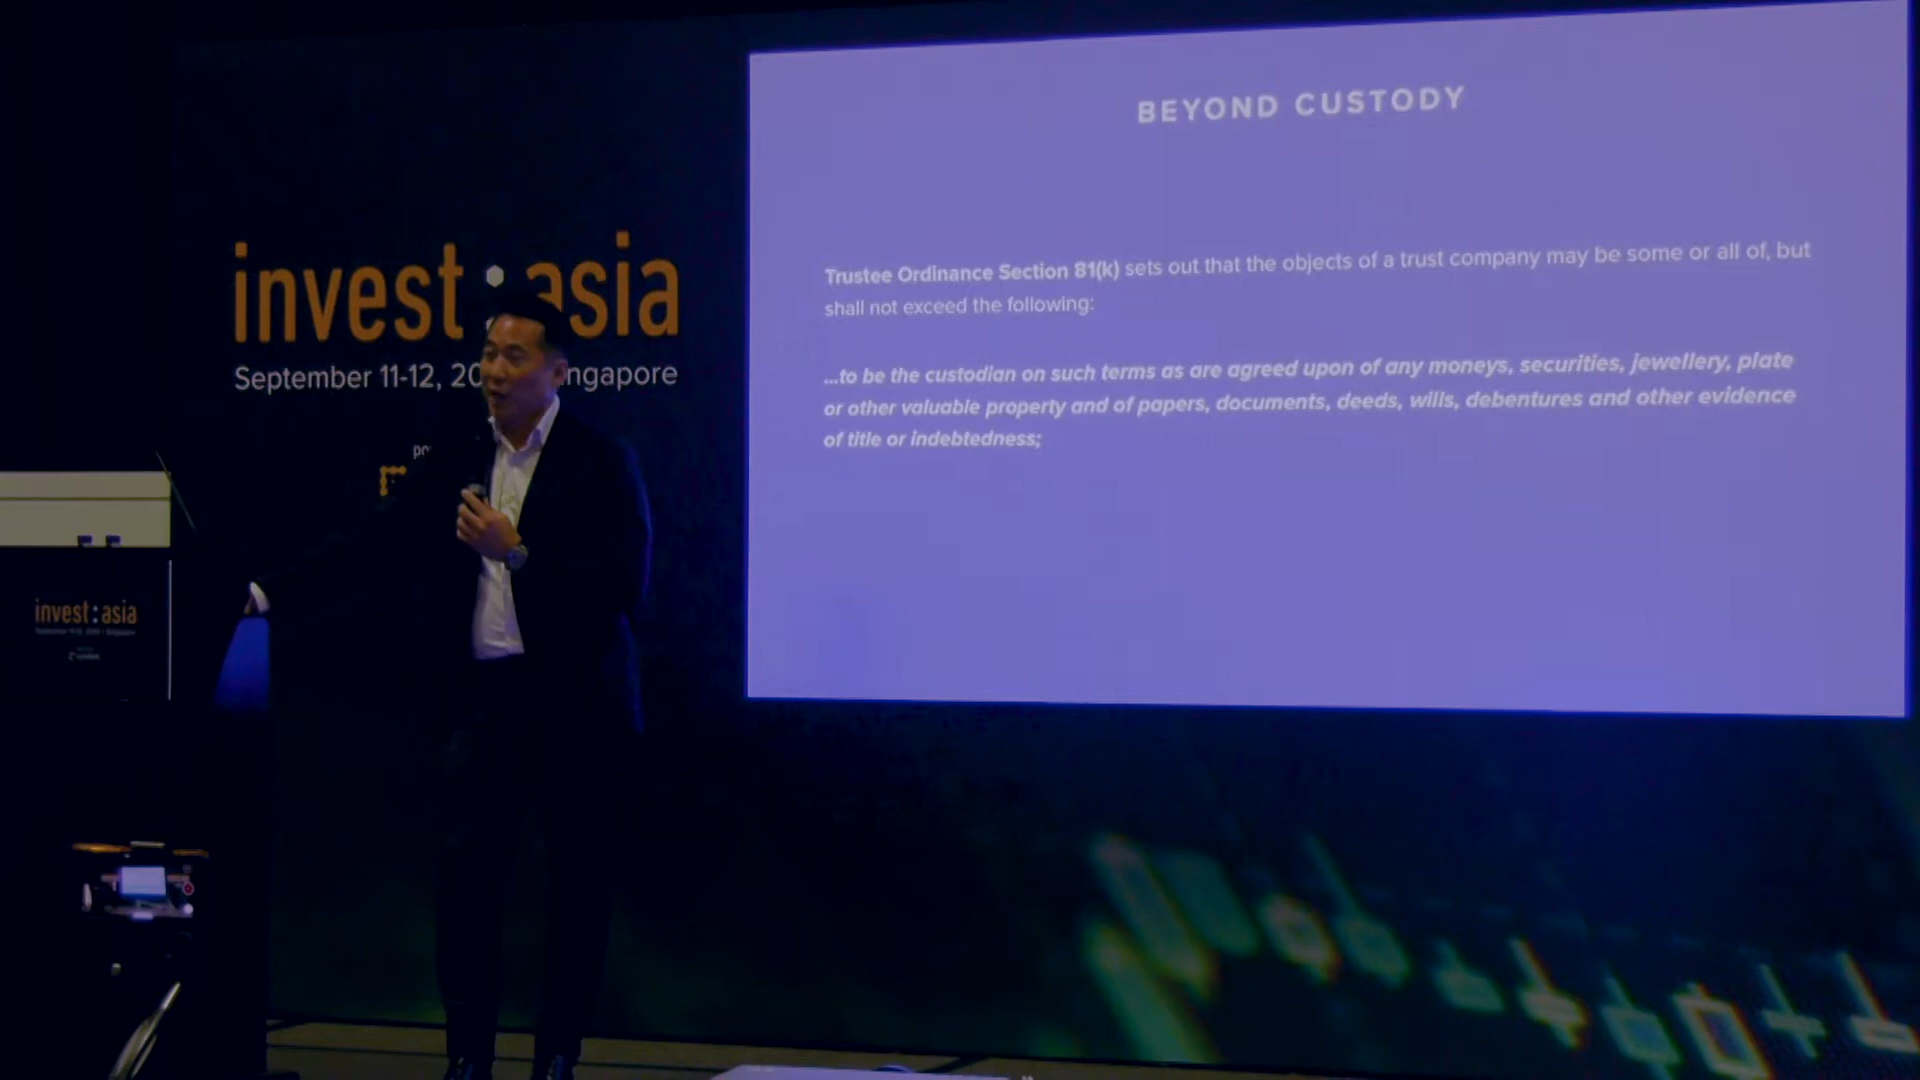 BEYOND CUSTODY
Trustee Ordinance Section 81(k) sets out that the objects of a trust company may be some or all of, but
shall not exceed the following:
...to be the custodian on such terms as are agreed upon of any moneys, securities, jewellery, plate
or other valuable property and of papers, documents, deeds, wills, debentures and other evidence
of title or indebtedness;
invest: asia
September 11-12, 20 ngapore
po
invest:asia